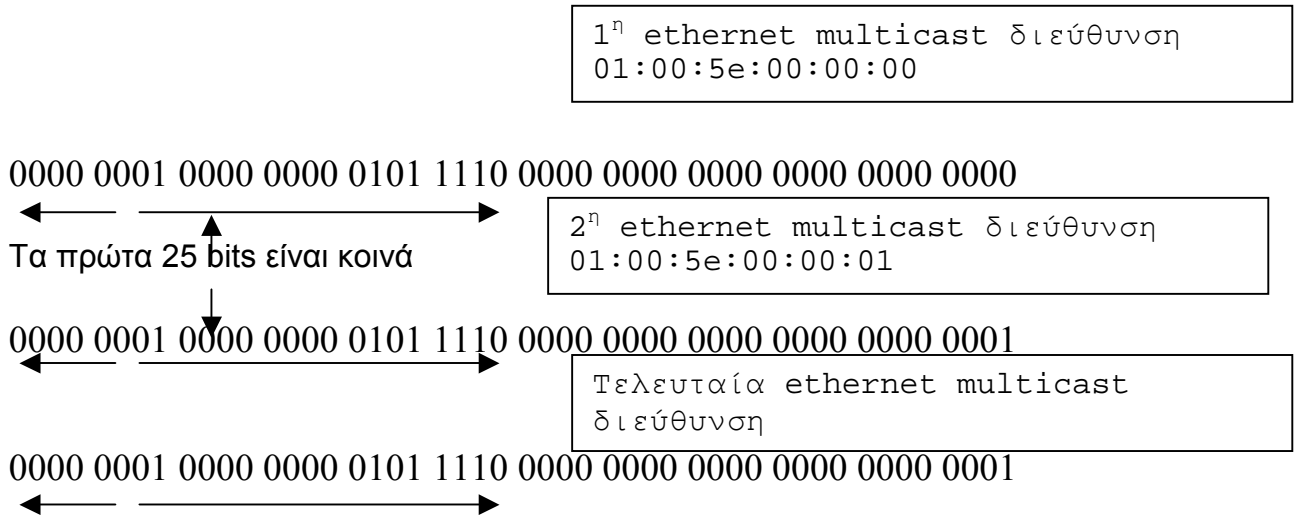 1η ethernet multicast διεύθυνση
01:00:5e:00:00:00
0000 0001 0000 0000 0101 1110 0000 0000 0000 0000 0000 0000
2η ethernet multicast διεύθυνση
01:00:5e:00:00:01
Τα πρώτα 25 bits είναι κοινά
0000 0001 0000 0000 0101 1110 0000 0000 0000 0000 0000 0001
Τελευταία ethernet multicast
διεύθυνση
0000 0001 0000 0000 0101 1110 0000 0000 0000 0000 0000 0001